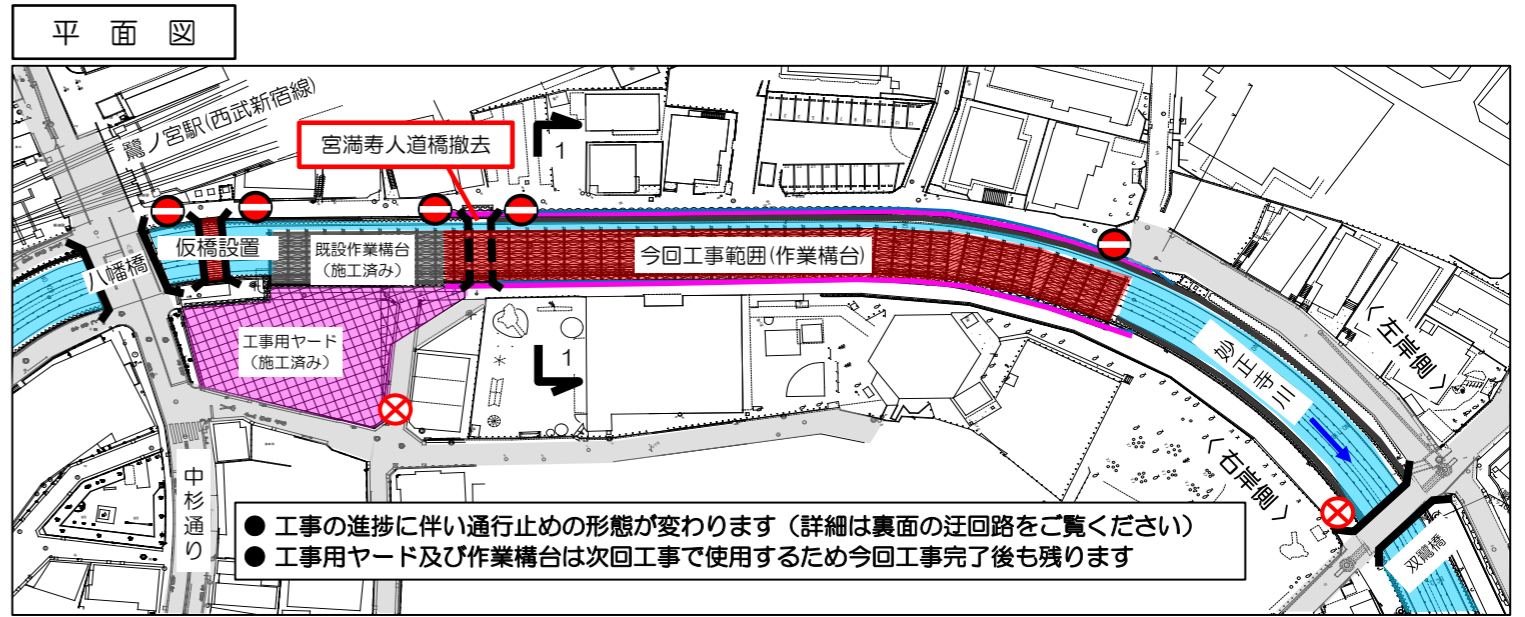 平面図
鷺ノ宮駅(西武新宿線)
宮満寿人道橋撤去
1
八幡橋
仮橋設置
既設作業構台
(施工済み)
今回工事範囲(作業構台)
工事用ヤード
(施工済み)
1
妙正寺川
<左岸側>
<右岸側>
双鷺橋
中杉通り
● 工事の進捗に伴い通行止めの形態が変わります（詳細は裏面の迂回路をご覧ください）
● 工事用ヤード及び作業構台は次回工事で使用するため今回工事完了後も残ります